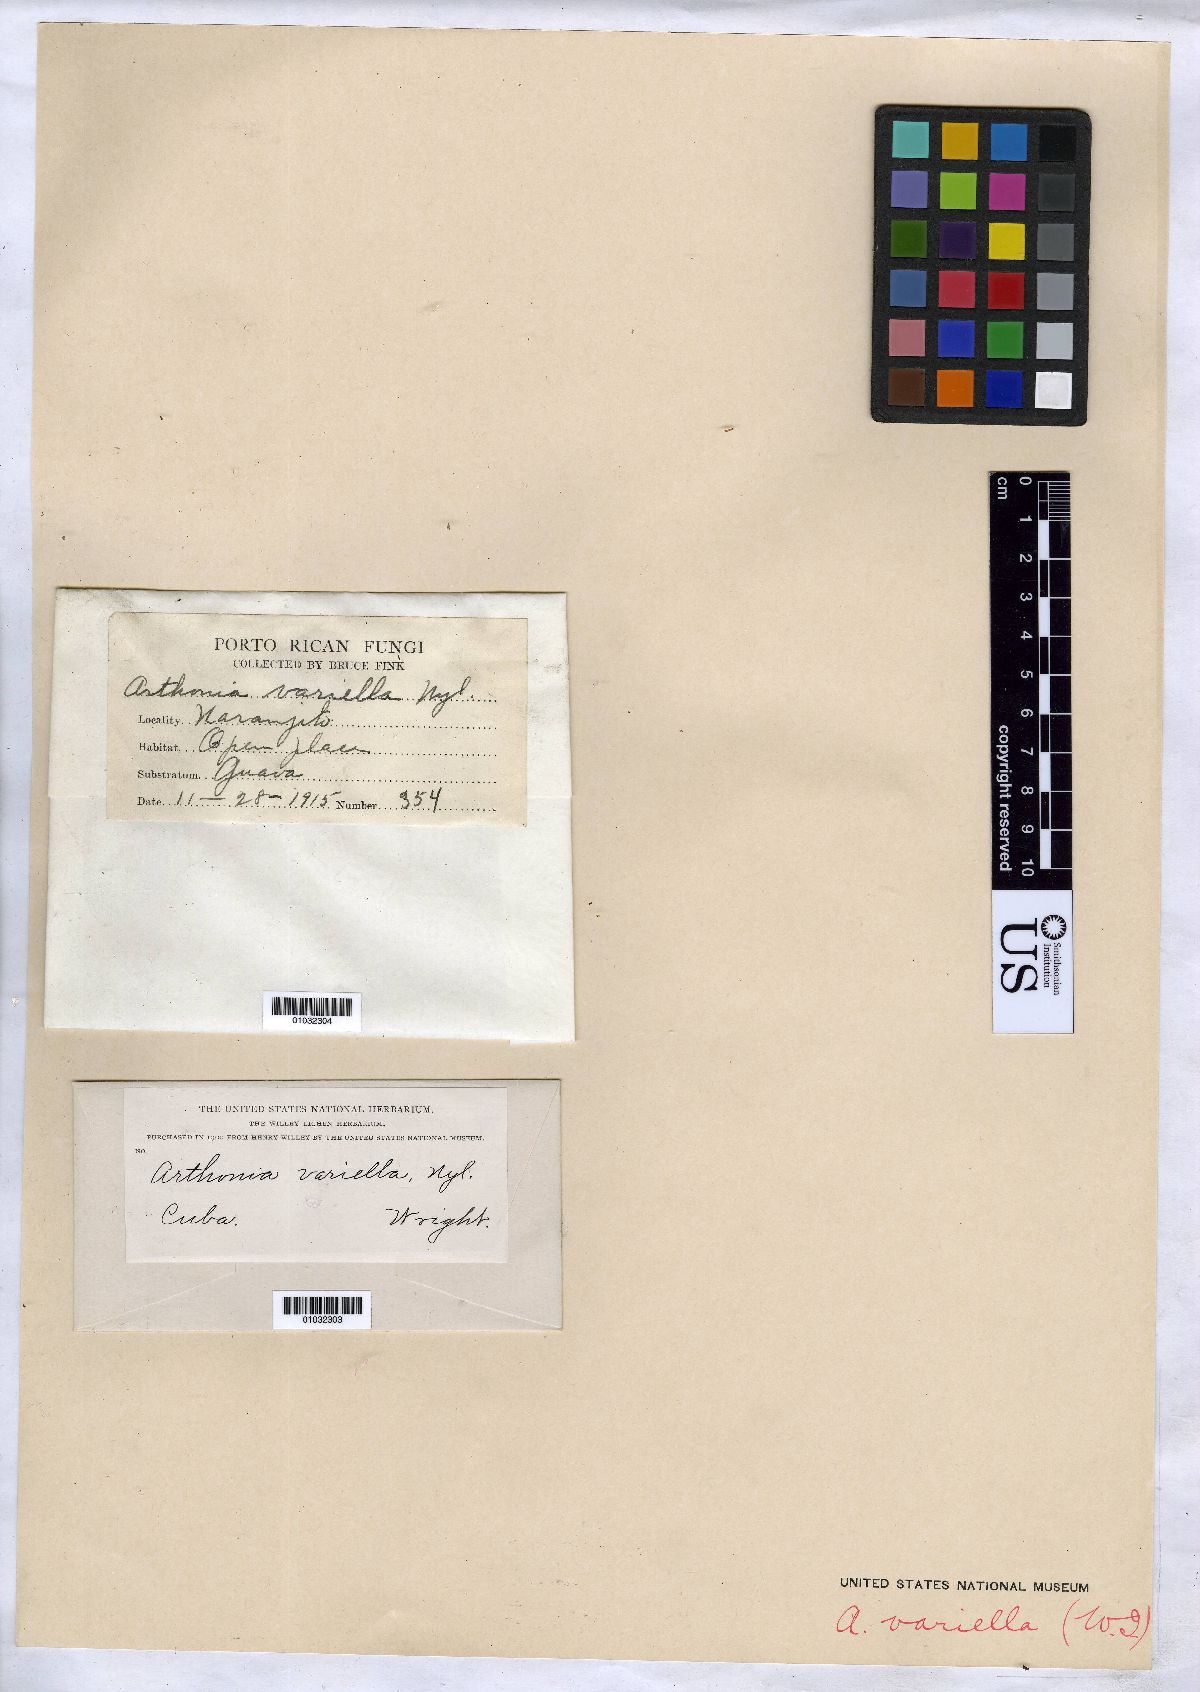 cm
0
1
2
3
4
5
6
7
8
9
10
copyright reserved
US
Smithsonian
Institution
PORTO RICAN FUNGI
COLLECTED BY BRUCE FINK
Arthonia variella Nyl.
Locality Naranjito
Habitat Open place
Substratum Guava
Date 11-28-1915 Number 354
01032304
THE UNITED STATES NATIONAL HERBARIUM.
THE WILLEY LICHEN HERBARIUM.
PURCHASED IN FROM HENRY WILLEY BY THE UNITED STATES NATIONAL MUSEUM.
NO.
Arthonia variella, Nyl.
Cuba. Wright.
01032303
UNITED STATES NATIONAL MUSEUM
A. variella (W.I)